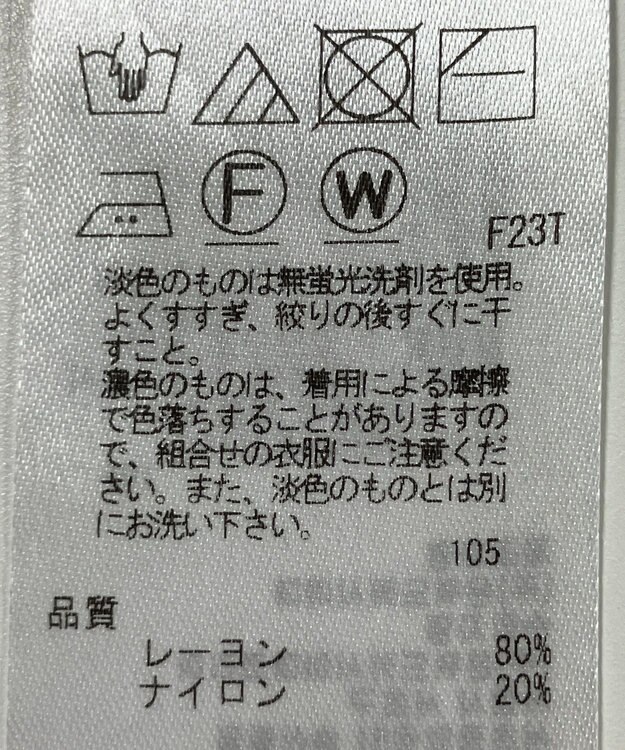 F W
F23T
淡色のものは無蛍光洗剤を使用。
よくすすぎ、絞りの後すぐに干
すこと。
濃色のものは、着用による摩擦
で色落ちすることがありますの
で、組合せの衣服にご注意くだ
さい。また、淡色のものとは別
にお洗い下さい。
105
品質
レーヨン 80%
ナイロン 20%